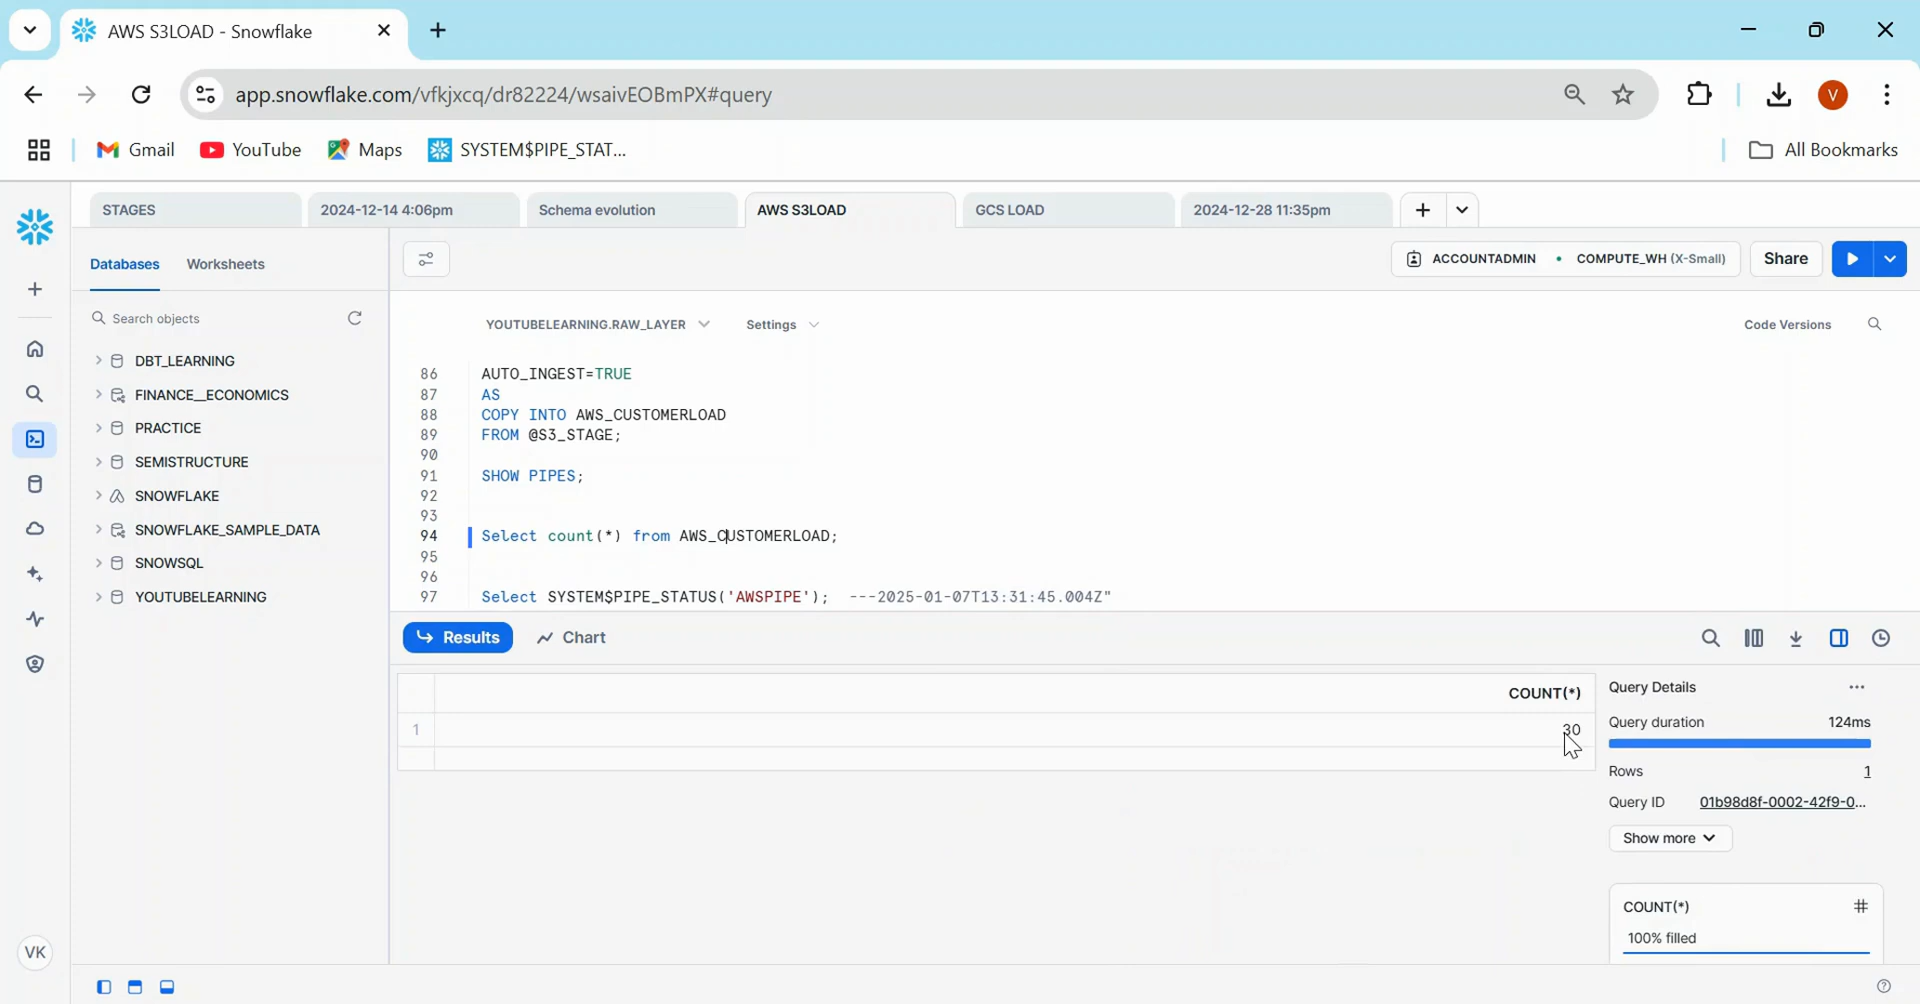 AWS S3LOAD - Snowflake
app.snowflake.com/vfkjxcq/dr82224/wsaivEOBmPX#query
V
Gmail
YouTube
Maps
SYSTEM$PIPE_STAT...
All Bookmarks
STAGES
2024-12-14 4:06pm
Schema evolution
AWS S3LOAD
GCS LOAD
2024-12-28 11:35pm
Databases
Worksheets
ACCOUNTADMIN
COMPUTE_WH (X-Small)
Share
Search objects
DBT_LEARNING
FINANCE__ECONOMICS
PRACTICE
SEMISTRUCTURE
SNOWFLAKE
SNOWFLAKE_SAMPLE_DATA
SNOWSQL
YOUTUBELEARNING
VK
YOUTUBELEARNING.RAW_LAYER
Settings
Code Versions
86 AUTO_INGEST=TRUE
87 AS
88 COPY INTO AWS_CUSTOMERLOAD
89 FROM @S3_STAGE;
90
91 SHOW PIPES;
92
93
94 Select count(*) from AWS_CUSTOMERLOAD;
95
96
97 Select SYSTEM$PIPE_STATUS('AWSPIPE'); ---2025-01-07T13:31:45.004Z"
Results
Chart
COUNT(*)
1 30
Query Details
Query duration 124ms
Rows 1
Query ID 01b98d8f-0002-42f9-0...
Show more
COUNT(*) #
100% filled